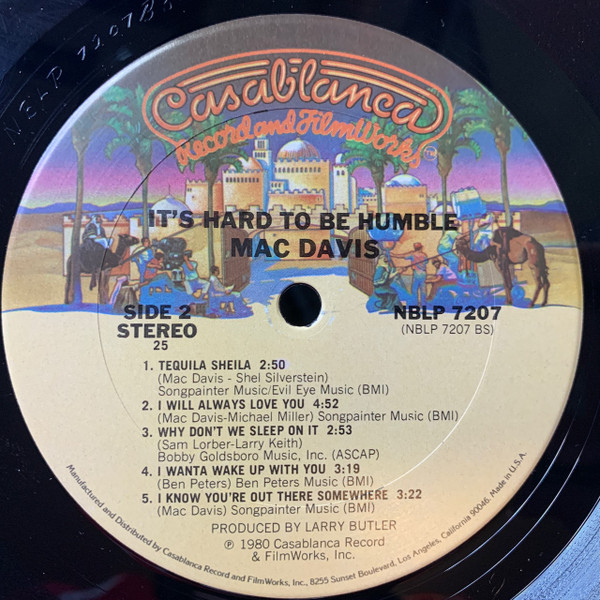 NBLP 7207 BS
Casablanca
Record and FilmWorks
TM
IT'S HARD TO BE HUMBLE
MAC DAVIS
SIDE 2
STEREO
25
NBLP 7207
(NBLP 7207 BS)
1. TEQUILA SHEILA 2:50
(Mac Davis - Shel Silverstein)
Songpainter Music/Evil Eye Music (BMI)
2. I WILL ALWAYS LOVE YOU 4:52
(Mac Davis-Michael Miller) Songpainter Music (BMI)
3. WHY DON'T WE SLEEP ON IT 2:53
(Sam Lorber-Larry Keith)
Bobby Goldsboro Music, Inc. (ASCAP)
4. I WANTA WAKE UP WITH YOU 3:19
(Ben Peters) Ben Peters Music (BMI)
5. I KNOW YOU'RE OUT THERE SOMEWHERE 3:22
(Mac Davis) Songpainter Music (BMI)
PRODUCED BY LARRY BUTLER
℗ 1980 Casablanca Record
& FilmWorks, Inc.
Manufactured and Distributed by Casablanca Record and FilmWorks, Inc., 8255 Sunset Boulevard, Los Angeles, California 90046. Made in U.S.A.